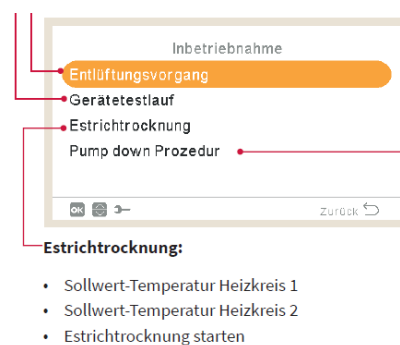 Inbetriebnahme
Entlüftungsvorgang
Gerätetestlauf
Estrichtrocknung
Pump down Prozedur
OK
Zurück
Estrichtrocknung:
• Sollwert-Temperatur Heizkreis 1
• Sollwert-Temperatur Heizkreis 2
• Estrichtrocknung starten